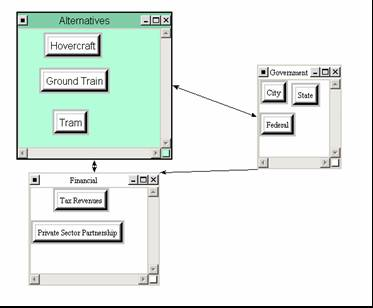 Alternatives
Hovercraft
Ground Train
Tram
Government
City
State
Federal
Financial
Tax Revenues
Private Sector Partnership